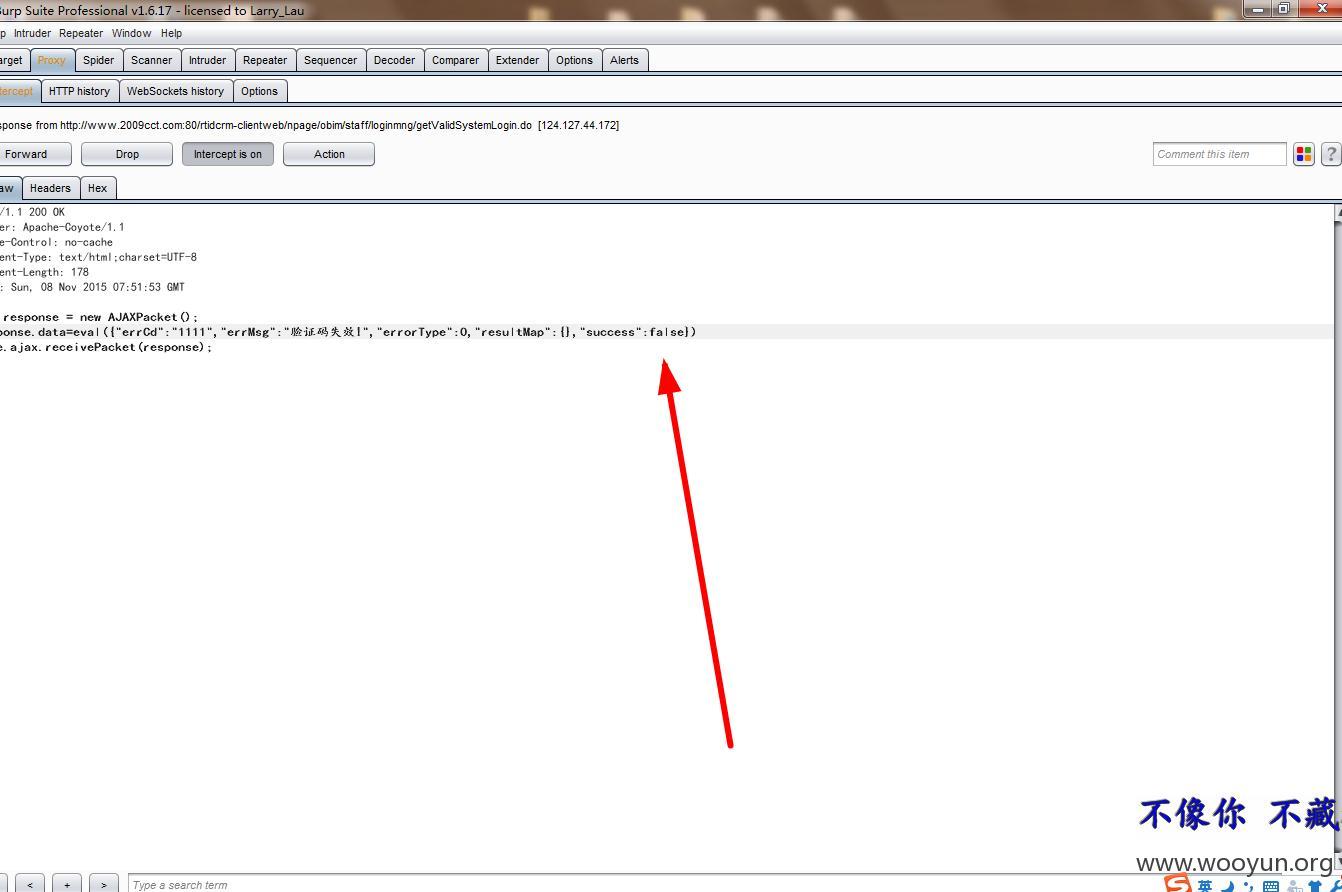 Burp Suite Professional v1.6.17 - licensed to Larry_Lau
p Intruder Repeater Window Help
arget Proxy Spider Scanner Intruder Repeater Sequencer Decoder Comparer Extender Options Alerts
tercept HTTP history WebSockets history Options
sponse from http://www.2009cct.com:80/rtidcrm-clientweb/npage/obim/staff/loginmng/getValidSystemLogin.do [124.127.44.172]
Forward Drop Intercept is on Action Comment this item ?
aw Headers Hex
/1.1 200 OK
er: Apache-Coyote/1.1
e-Control: no-cache
ent-Type: text/html;charset=UTF-8
ent-Length: 178
: Sun, 08 Nov 2015 07:51:53 GMT
response = new AJAXPacket();
onse.data=eval({"errCd":"1111","errMsg":"验证码失效!","errorType":0,"resultMap":{},"success":false})
e.ajax.receivePacket(response);
不像你 不藏
www.wooyun.org
< + > Type a search term
英